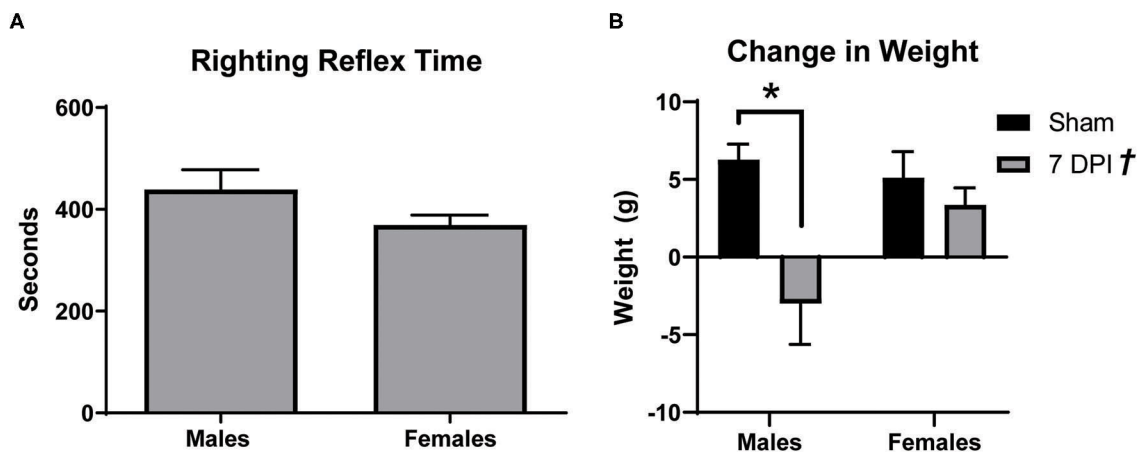 A
Righting Reflex Time
Seconds
600
400
200
0
Males
Females
B
Change in Weight
Weight (g)
10
5
0
-5
-10
*
Sham
7 DPI †
Males
Females